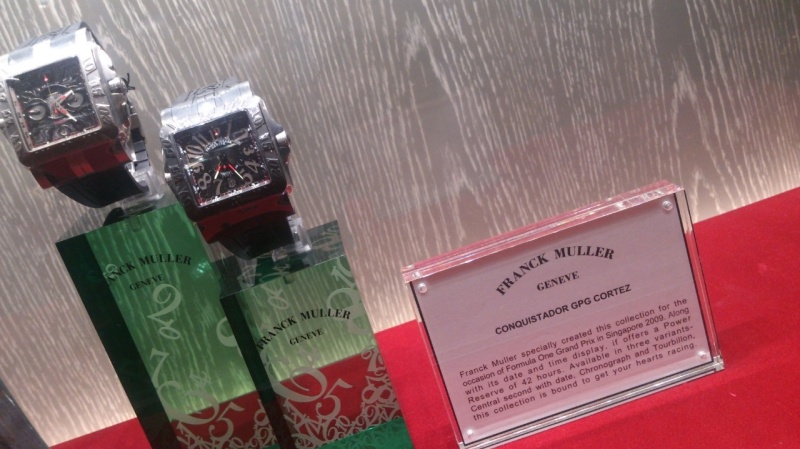 FRANCK MULLER
GENEVE
FRANCK MULLER
GENEVE
FRANCK MULLER
GENEVE
CONQUISTADOR GPG CORTEZ
Franck Muller specially created this collection for the
occasion of Formula One Grand Prix in Singapore 2009. Along
with its date and time display, if offers a Power
Reserve of 42 hours. Available in three variants-
Central second with date, Chronograph and Tourbillon,
this collection is bound to get your hearts racing.